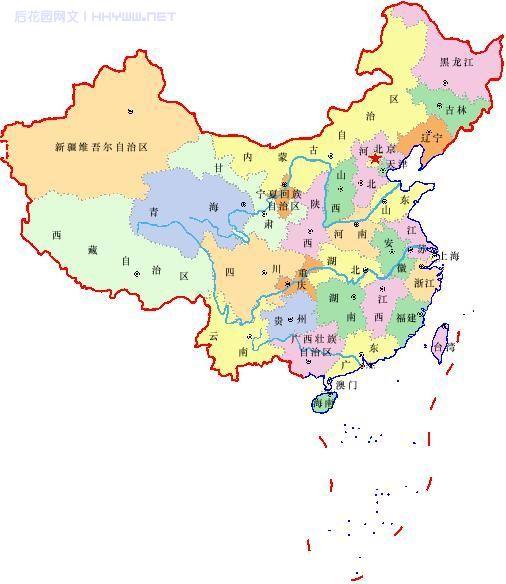 后花园网文 | HHYWW.NET
黑龙江
吉林
辽宁
内蒙古自治区
新疆维吾尔自治区
河北
北京
天津
甘肃
宁夏回族
自治区
山西
山东
青海
陕西
河南
江苏
安徽
上海
西藏自治区
四川
重庆
湖北
浙江
湖南
江西
贵州
福建
云南
广西壮族
自治区
广东
台湾
澳门
海南